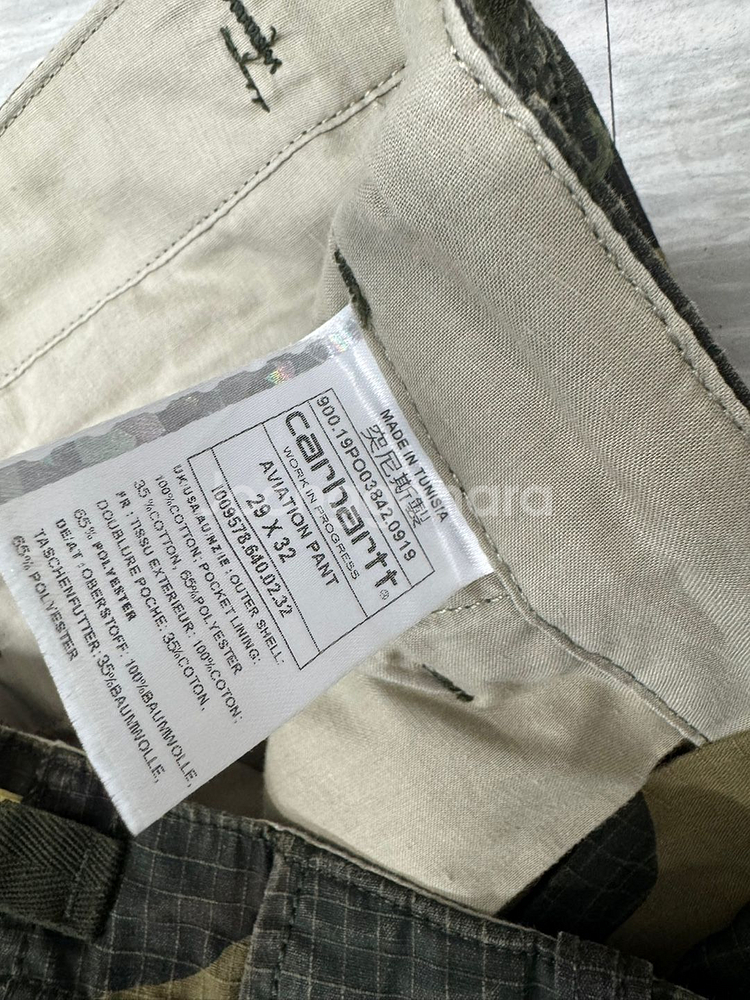 MADE IN TUNISIA
突尼斯製
900.19PO03842.0919
carhartt®
WORK IN PROGRESS
AVIATION PANT
29 X 32
1009578.640.02.32
UK:USA:AU:NZ:IE : OUTER SHELL:
100%COTTON: POCKET LINING:
35 %COTTON, 65%POLYESTER
FR : TISSU EXTERIEUR: 100%COTON:
DOUBLURE POCHE: 35%COTON,
65% POLYESTER
DE:AT : OBERSTOFF: 100%BAUMWOLLE,
TASCHENFUTTER: 35%BAUMWOLLE,
65% POLYESTER